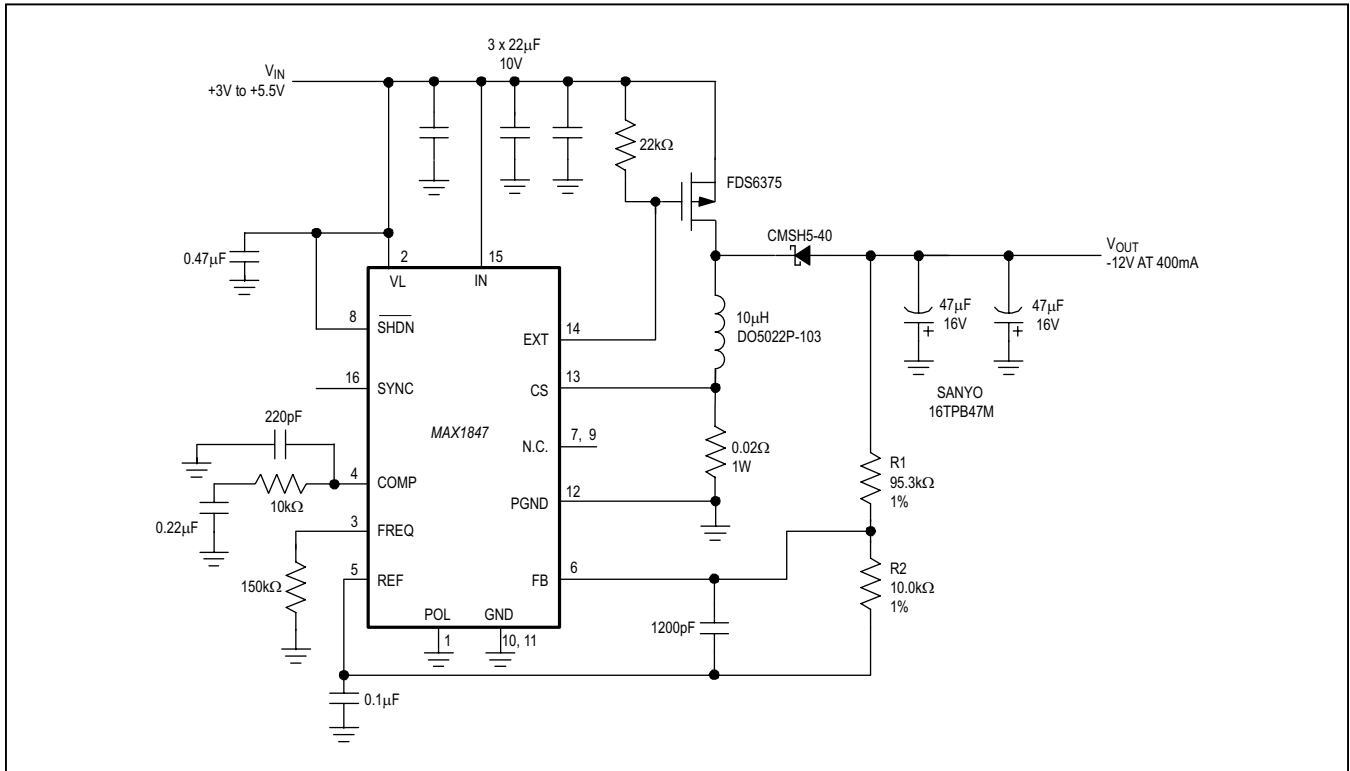 3 x 22μF
10V
VIN
+3V to +5.5V
22kΩ
FDS6375
CMSH5-40
VOUT
-12V AT 400mA
0.47μF
2
15
VL
IN
47μF
16V
47μF
16V
8
SHDN
EXT
14
10μH
DO5022P-103
16
SYNC
CS
13
SANYO
16TPB47M
220pF
MAX1847
N.C.
7, 9
0.02Ω
1W
R1
95.3kΩ
1%
4
COMP
10kΩ
PGND
12
0.22μF
3
FREQ
150kΩ
5
REF
FB
6
R2
10.0kΩ
1%
POL
GND
1
10, 11
1200pF
0.1μF